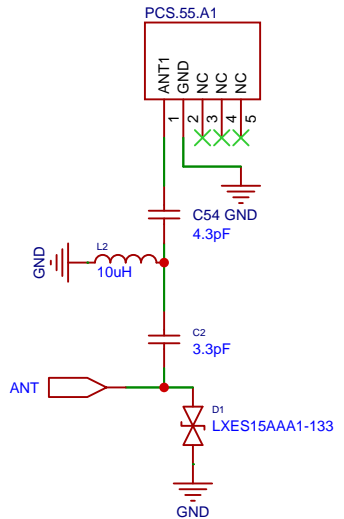 PCS.55.A1
ANT1
GND
NC
NC
NC
1
2
3
4
5
C54 GND
4.3pF
GND
L2
10uH
C2
3.3pF
ANT
D1
LXES15AAA1-133
GND